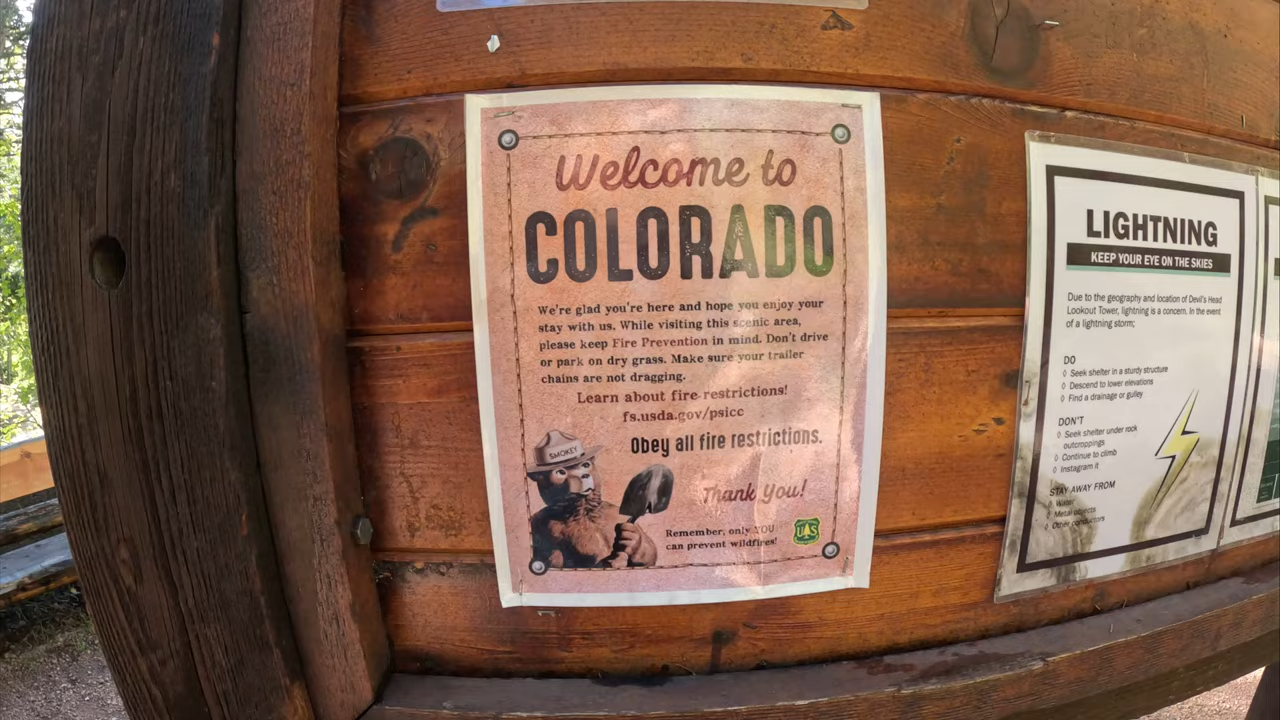 Welcome to
COLORADO
We're glad you're here and hope you enjoy your
stay with us. While visiting this scenic area,
please keep Fire Prevention in mind. Don't drive
or park on dry grass. Make sure your trailer
chains are not dragging.
Learn about fire restrictions!
fs.usda.gov/psicc
Obey all fire restrictions.
SMOKEY
Thank You!
Remember, only YOU
can prevent wildfires!
UAS
LIGHTNING
KEEP YOUR EYE ON THE SKIES
Due to the geography and location of Devil's Head
Lookout Tower, lightning is a concern. In the event
of a lightning storm;
DO
◊ Seek shelter in a sturdy structure
◊ Descend to lower elevations
◊ Find a drainage or gulley
DON'T
◊ Seek shelter under rock
outcroppings
◊ Continue to climb
◊ Instagram it
STAY AWAY FROM
◊ Water
◊ Metal objects
◊ Other conductors